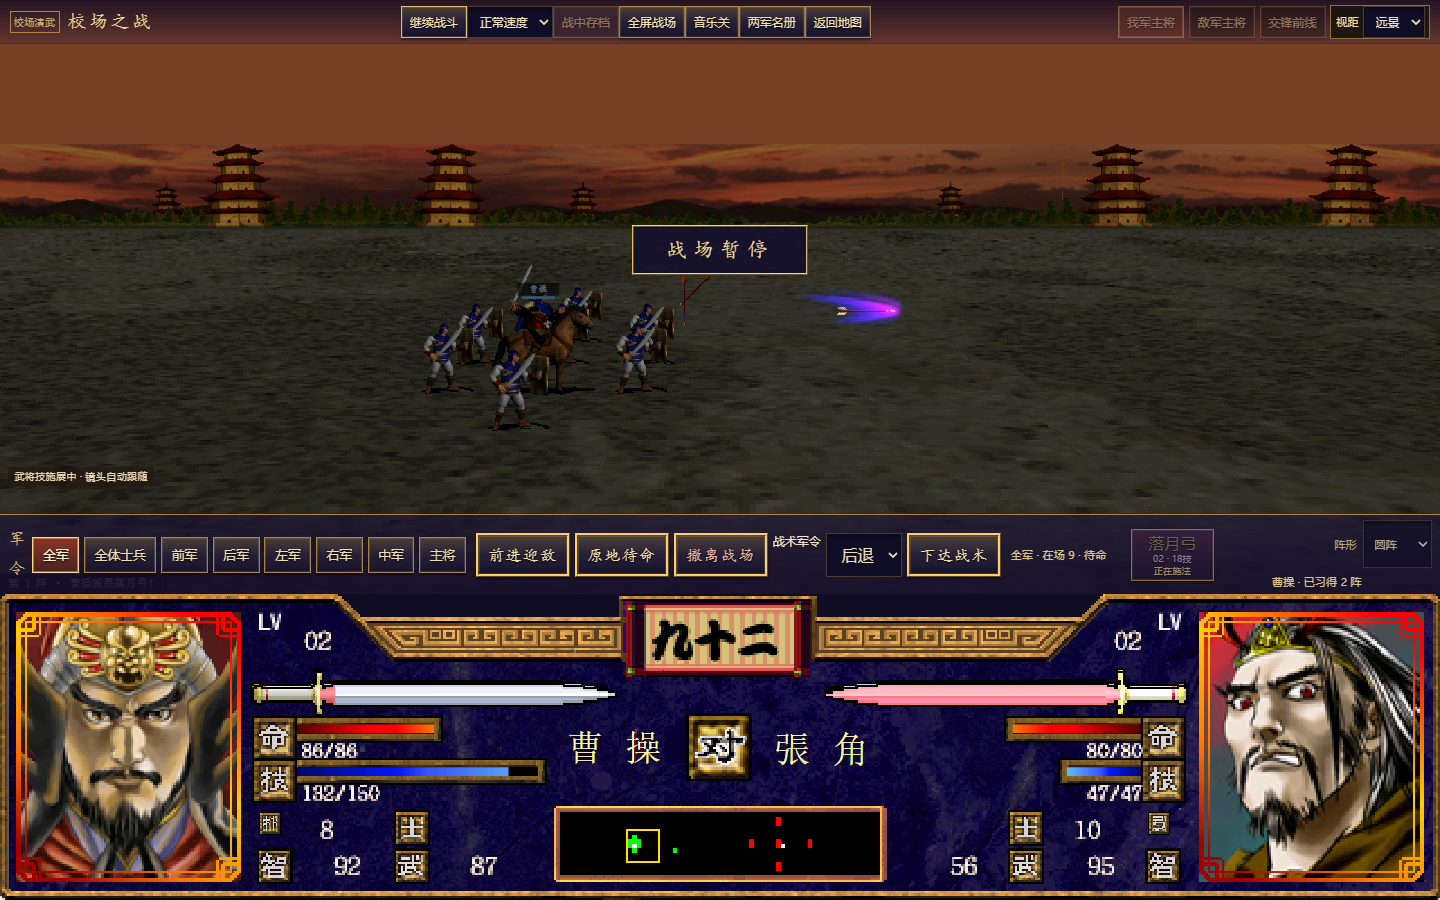 校场演武 校场之战 继续战斗 正常速度 战中存档 全屏战场 音乐关 两军名册 返回地图 我军主将 敌军主将 交锋前线 视距 远景
战场暂停
曹操
武将技施展中 · 镜头自动跟随
军令 全军 全体士兵 前军 后军 左军 右军 中军 主将 前进迎敌 原地待命 撤离战场 战术军令 后退 下达战术 全军 · 在场 9 · 待命
落月弓
02 · 18技
正在施法
阵形 圆阵
曹操 · 已习得 2 阵
LV 02
九十二
02 LV
命 86/86
技 132/150
曹操 对 張角
80/80 命
47/47 技
8 士
士 10
智 92 武 87
56 武 95 智